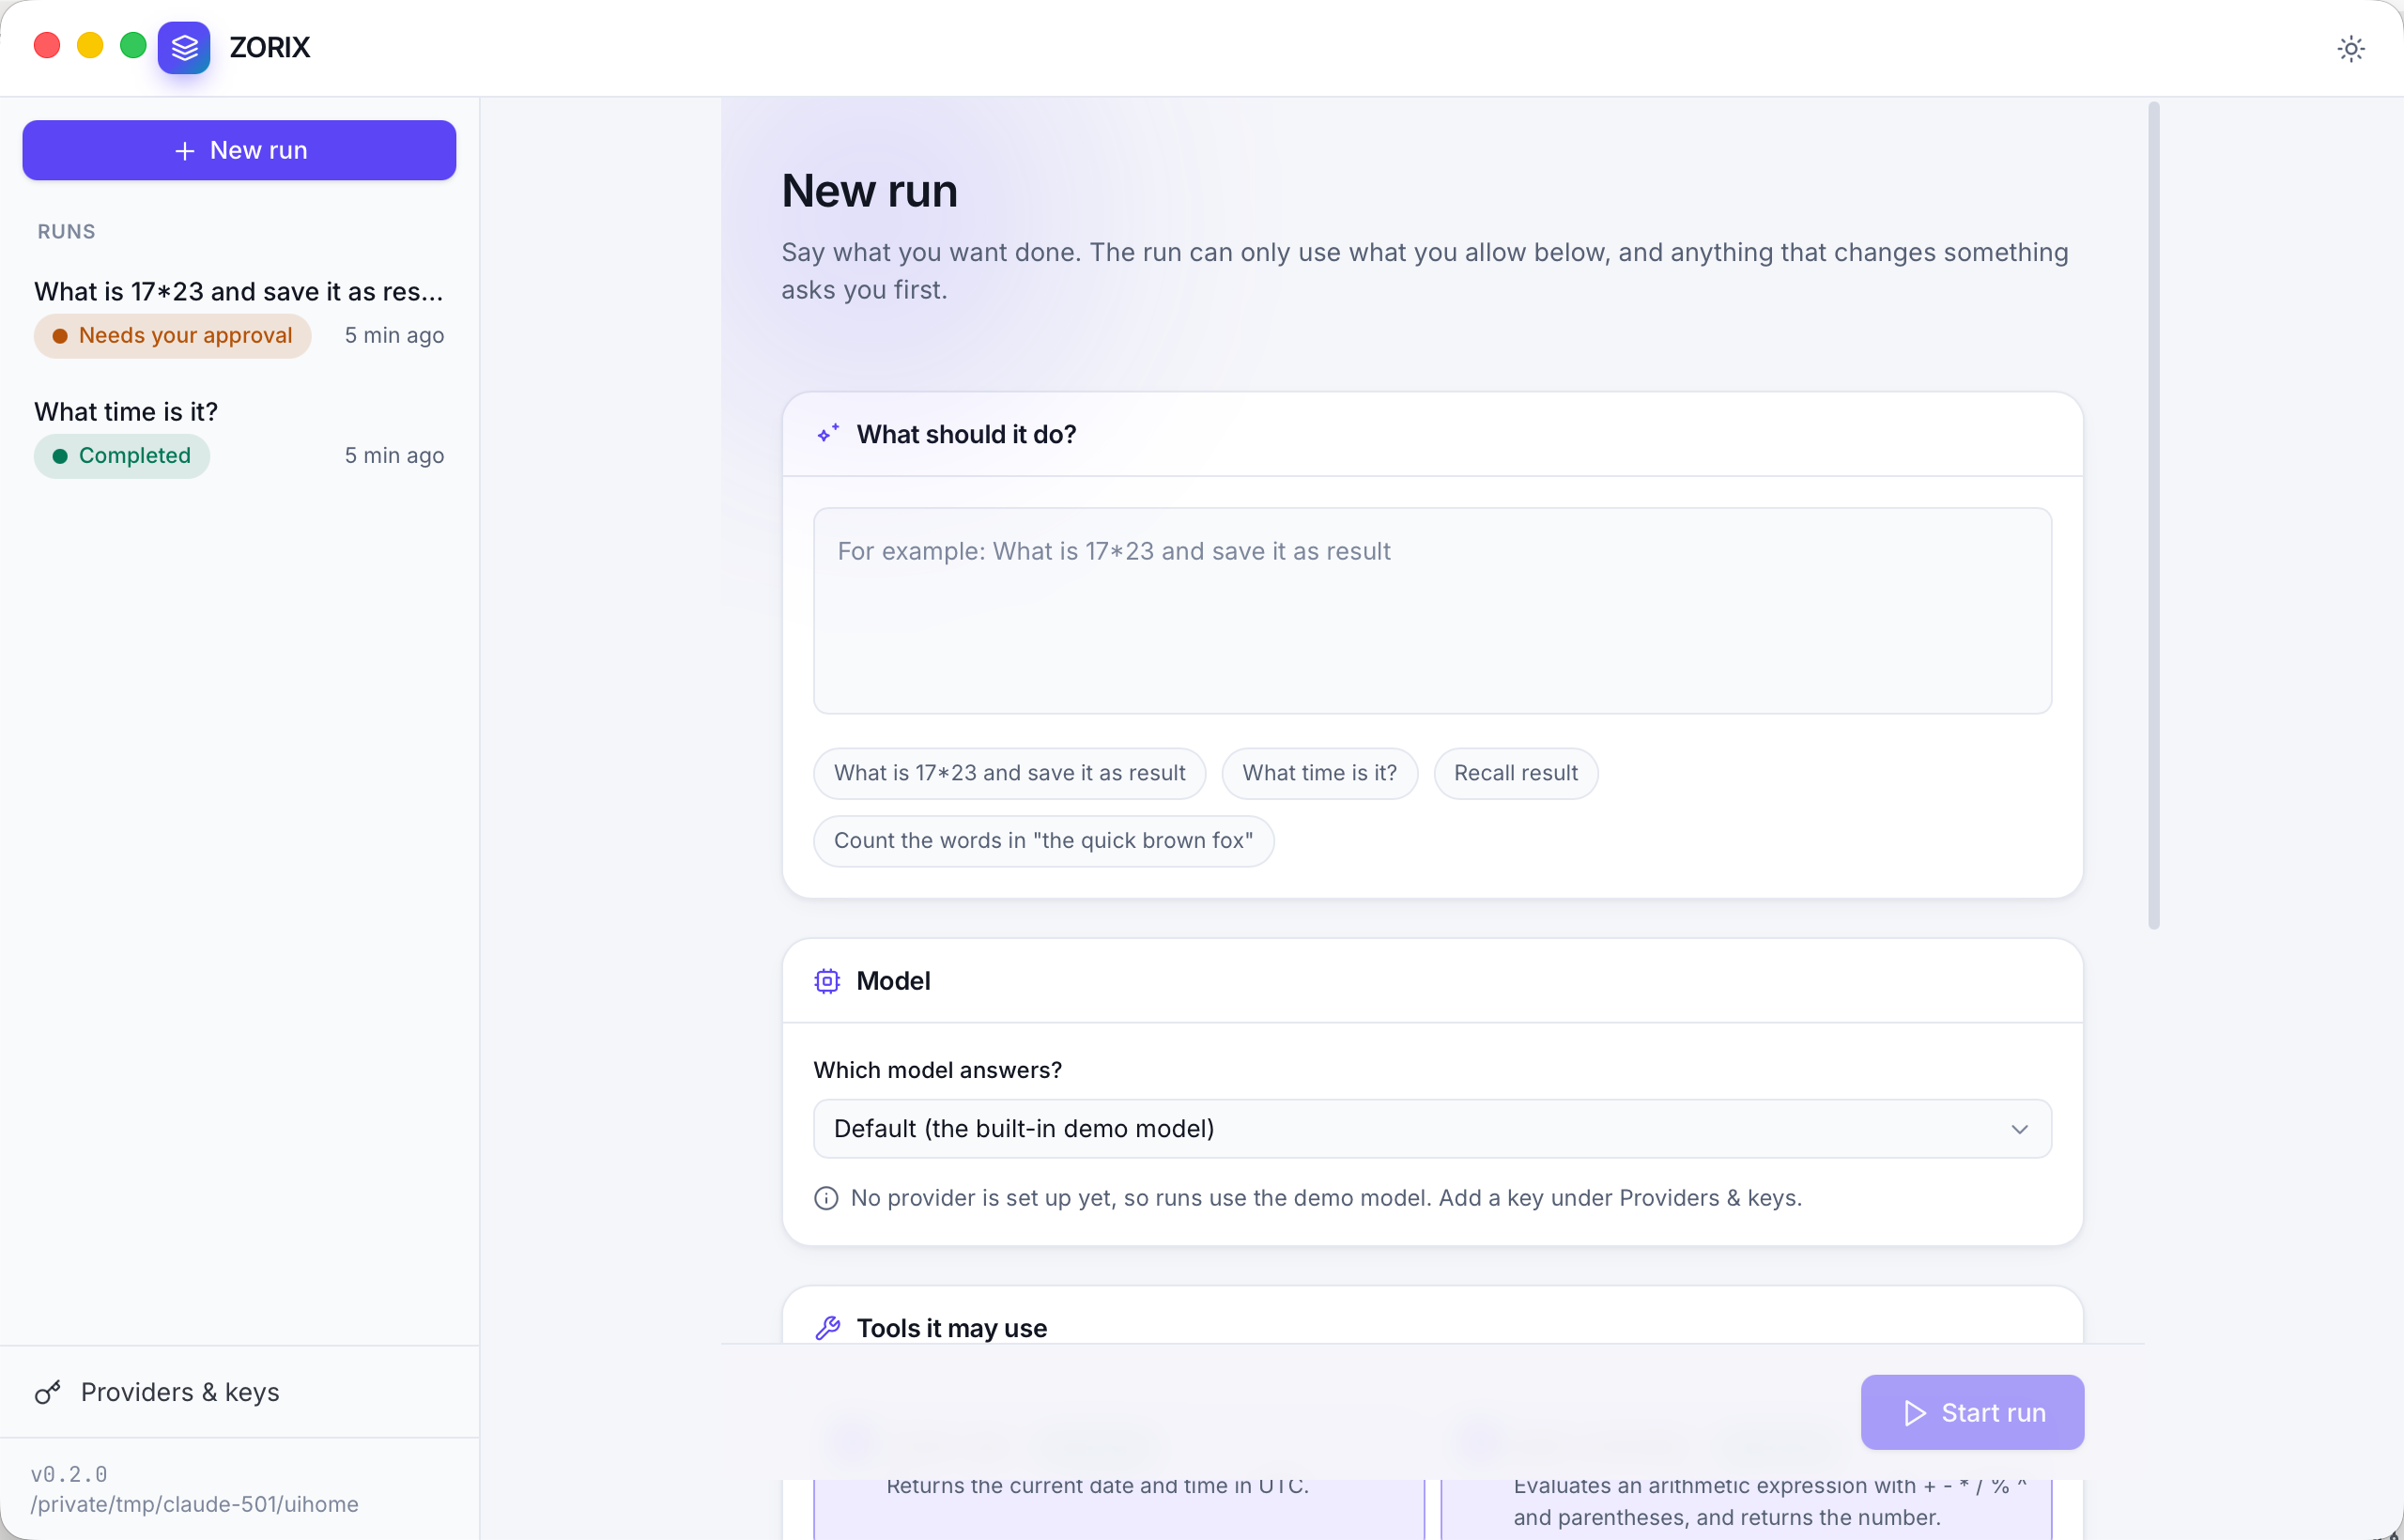 ZORIX
New run
RUNS
What is 17*23 and save it as res...
Needs your approval 5 min ago
What time is it?
Completed 5 min ago
Providers & keys
v0.2.0
/private/tmp/claude-501/uihome
New run
Say what you want done. The run can only use what you allow below, and anything that changes something
asks you first.
What should it do?
For example: What is 17*23 and save it as result
What is 17*23 and save it as result
What time is it?
Recall result
Count the words in "the quick brown fox"
Model
Which model answers?
Default (the built-in demo model)
No provider is set up yet, so runs use the demo model. Add a key under Providers & keys.
Tools it may use
Start run
Returns the current date and time in UTC.
Evaluates an arithmetic expression with + - * / % ^
and parentheses, and returns the number.